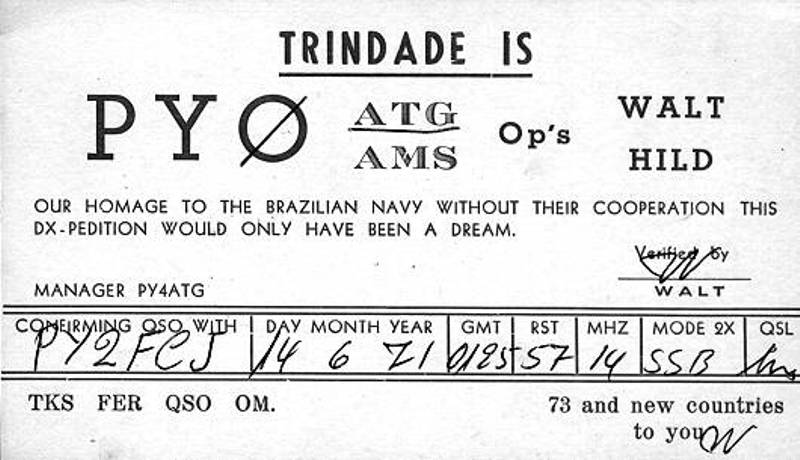 TRINDADE IS
PYØ ATG AMS Op's WALT HILD
OUR HOMAGE TO THE BRAZILIAN NAVY WITHOUT THEIR COOPERATION THIS
DX-PEDITION WOULD ONLY HAVE BEEN A DREAM.
Verified by
WALT
MANAGER PY4ATG
CONFIRMING QSO WITH DAY MONTH YEAR GMT RST MHZ MODE 2X QSL
PY2FCJ 14 6 71 0125 57 14 SSB
TKS FER QSO OM.
73 and new countries
to you W